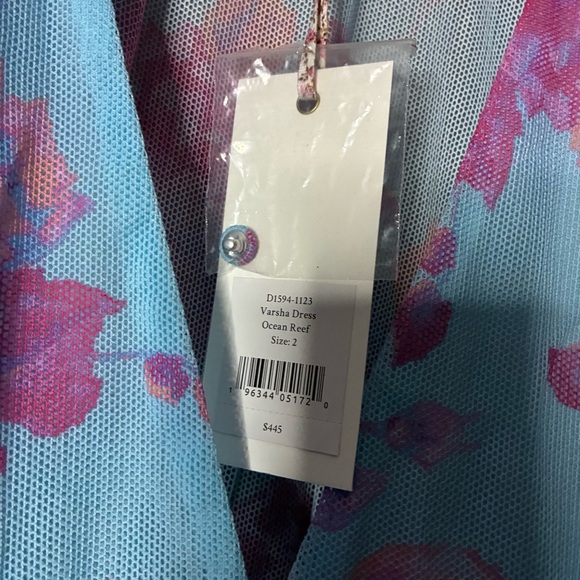 D1594-1123
Varsha Dress
Ocean Reef
Size: 2
1 96344 05172 0
$445